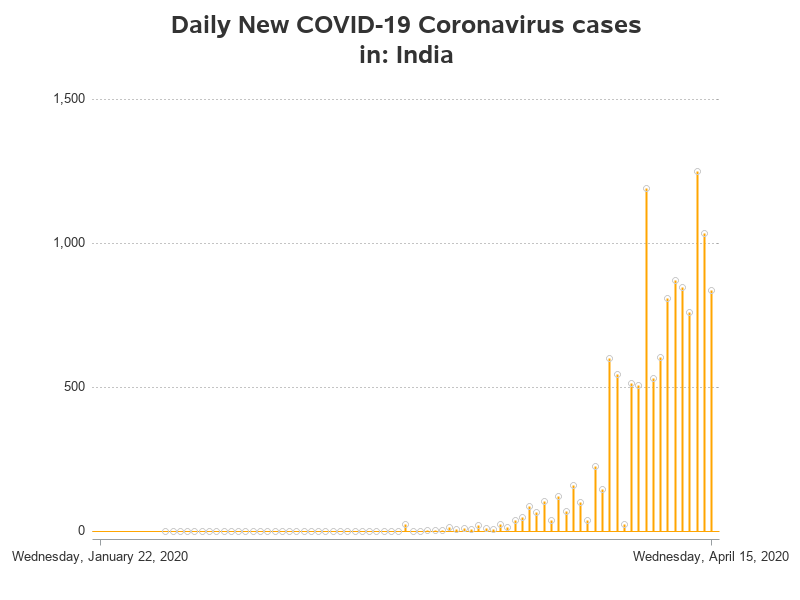 Daily New COVID-19 Coronavirus cases
in: India
1,500
1,000
500
0
Wednesday, January 22, 2020
Wednesday, April 15, 2020